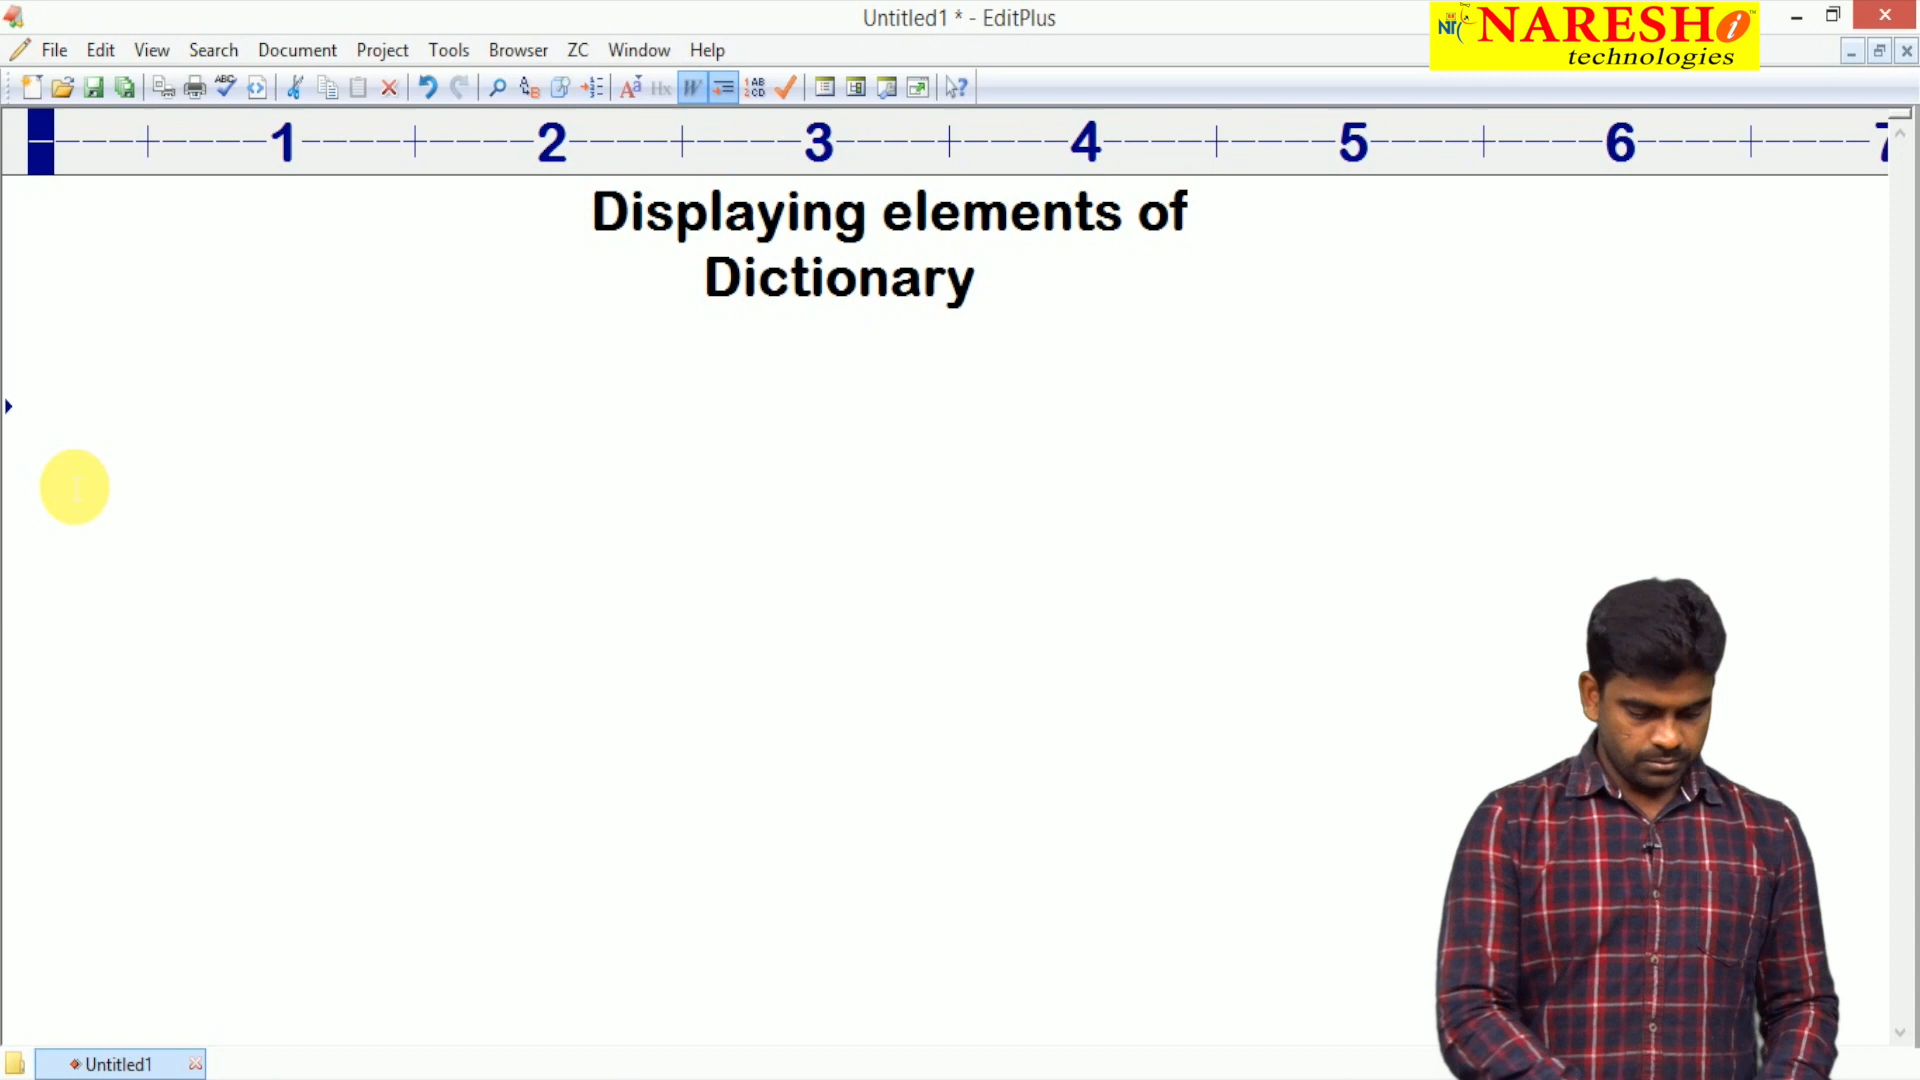 Untitled1 * - EditPlus
NARESH i
technologies
File Edit View Search Document Project Tools Browser ZC Window Help
1 2 3 4 5 6 7
Displaying elements of
Dictionary
Untitled1